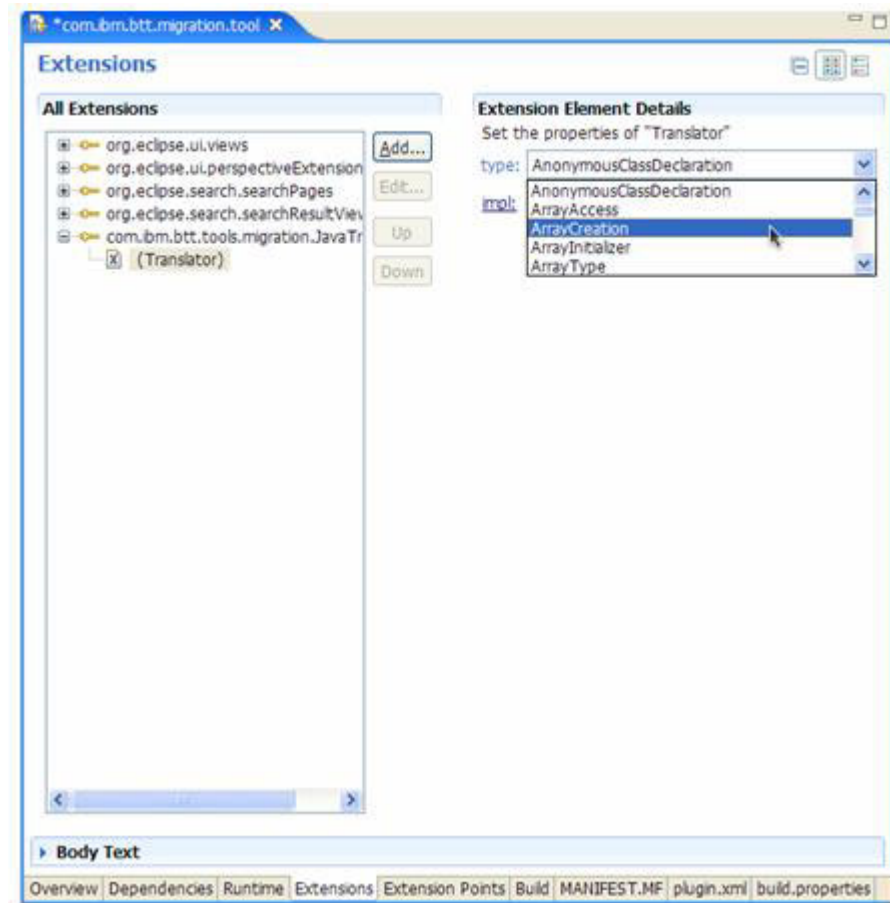 *com.ibm.btt.migration.tool
Extensions
All Extensions
org.eclipse.ui.views
org.eclipse.ui.perspectiveExtension
org.eclipse.search.searchPages
org.eclipse.search.searchResultView
com.ibm.btt.tools.migration.JavaTr
(Translator)
Add...
Edit...
Up
Down
Extension Element Details
Set the properties of "Translator"
type: AnonymousClassDeclaration
impl:
AnonymousClassDeclaration
ArrayAccess
ArrayCreation
ArrayInitializer
ArrayType
Body Text
Overview Dependencies Runtime Extensions Extension Points Build MANIFEST.MF plugin.xml build.properties